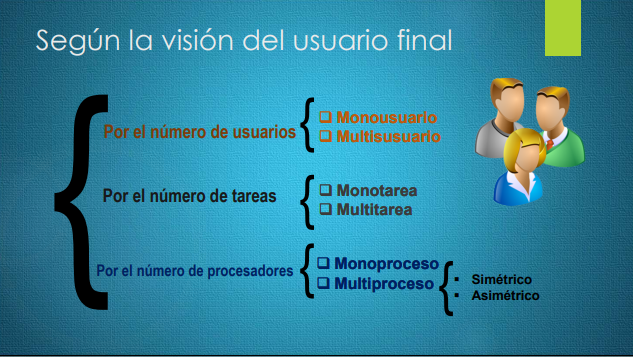 Según la visión del usuario final
Por el número de usuarios
Monousuario
Multisusuario
Por el número de tareas
Monotarea
Multitarea
Por el número de procesadores
Monoproceso
Multiproceso
Simétrico
Asimétrico